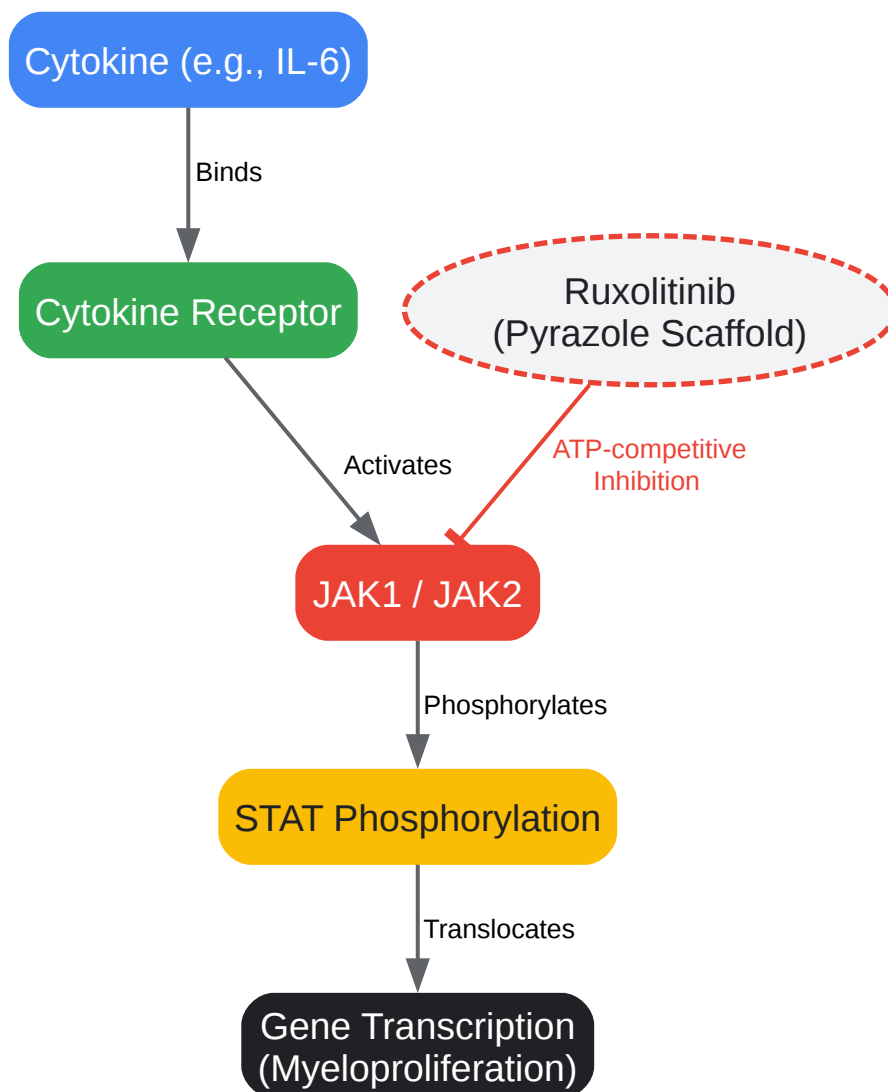 Cytokine (e.g., IL-6)
Binds
Cytokine Receptor
Ruxolitinib
(Pyrazole Scaffold)
Activates
ATP-competitive
Inhibition
JAK1 / JAK2
Phosphorylates
STAT Phosphorylation
Translocates
Gene Transcription
(Myeloproliferation)